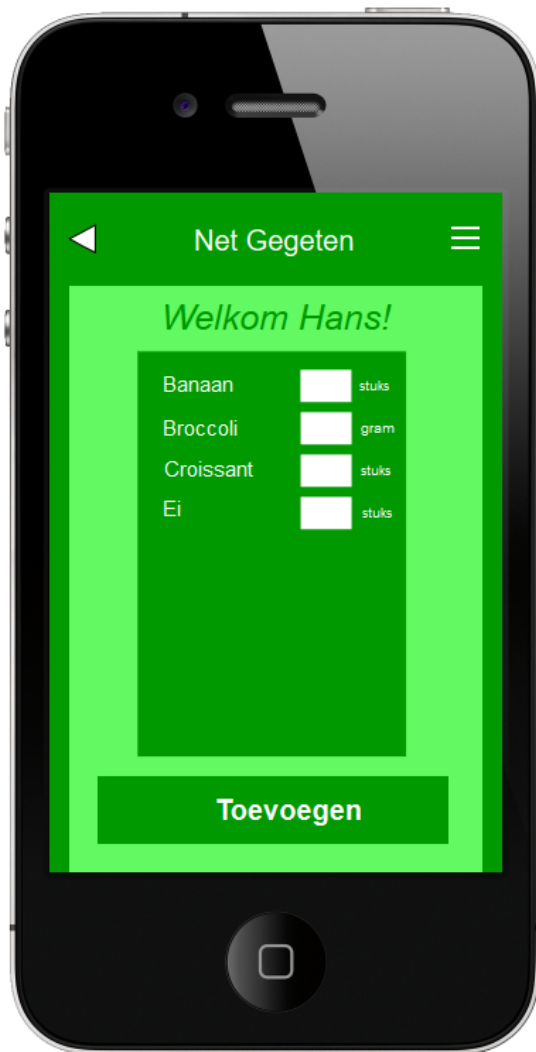 Net Gegeten
Welkom Hans!
Banaan stuks
Broccoli gram
Croissant stuks
Ei stuks
Toevoegen